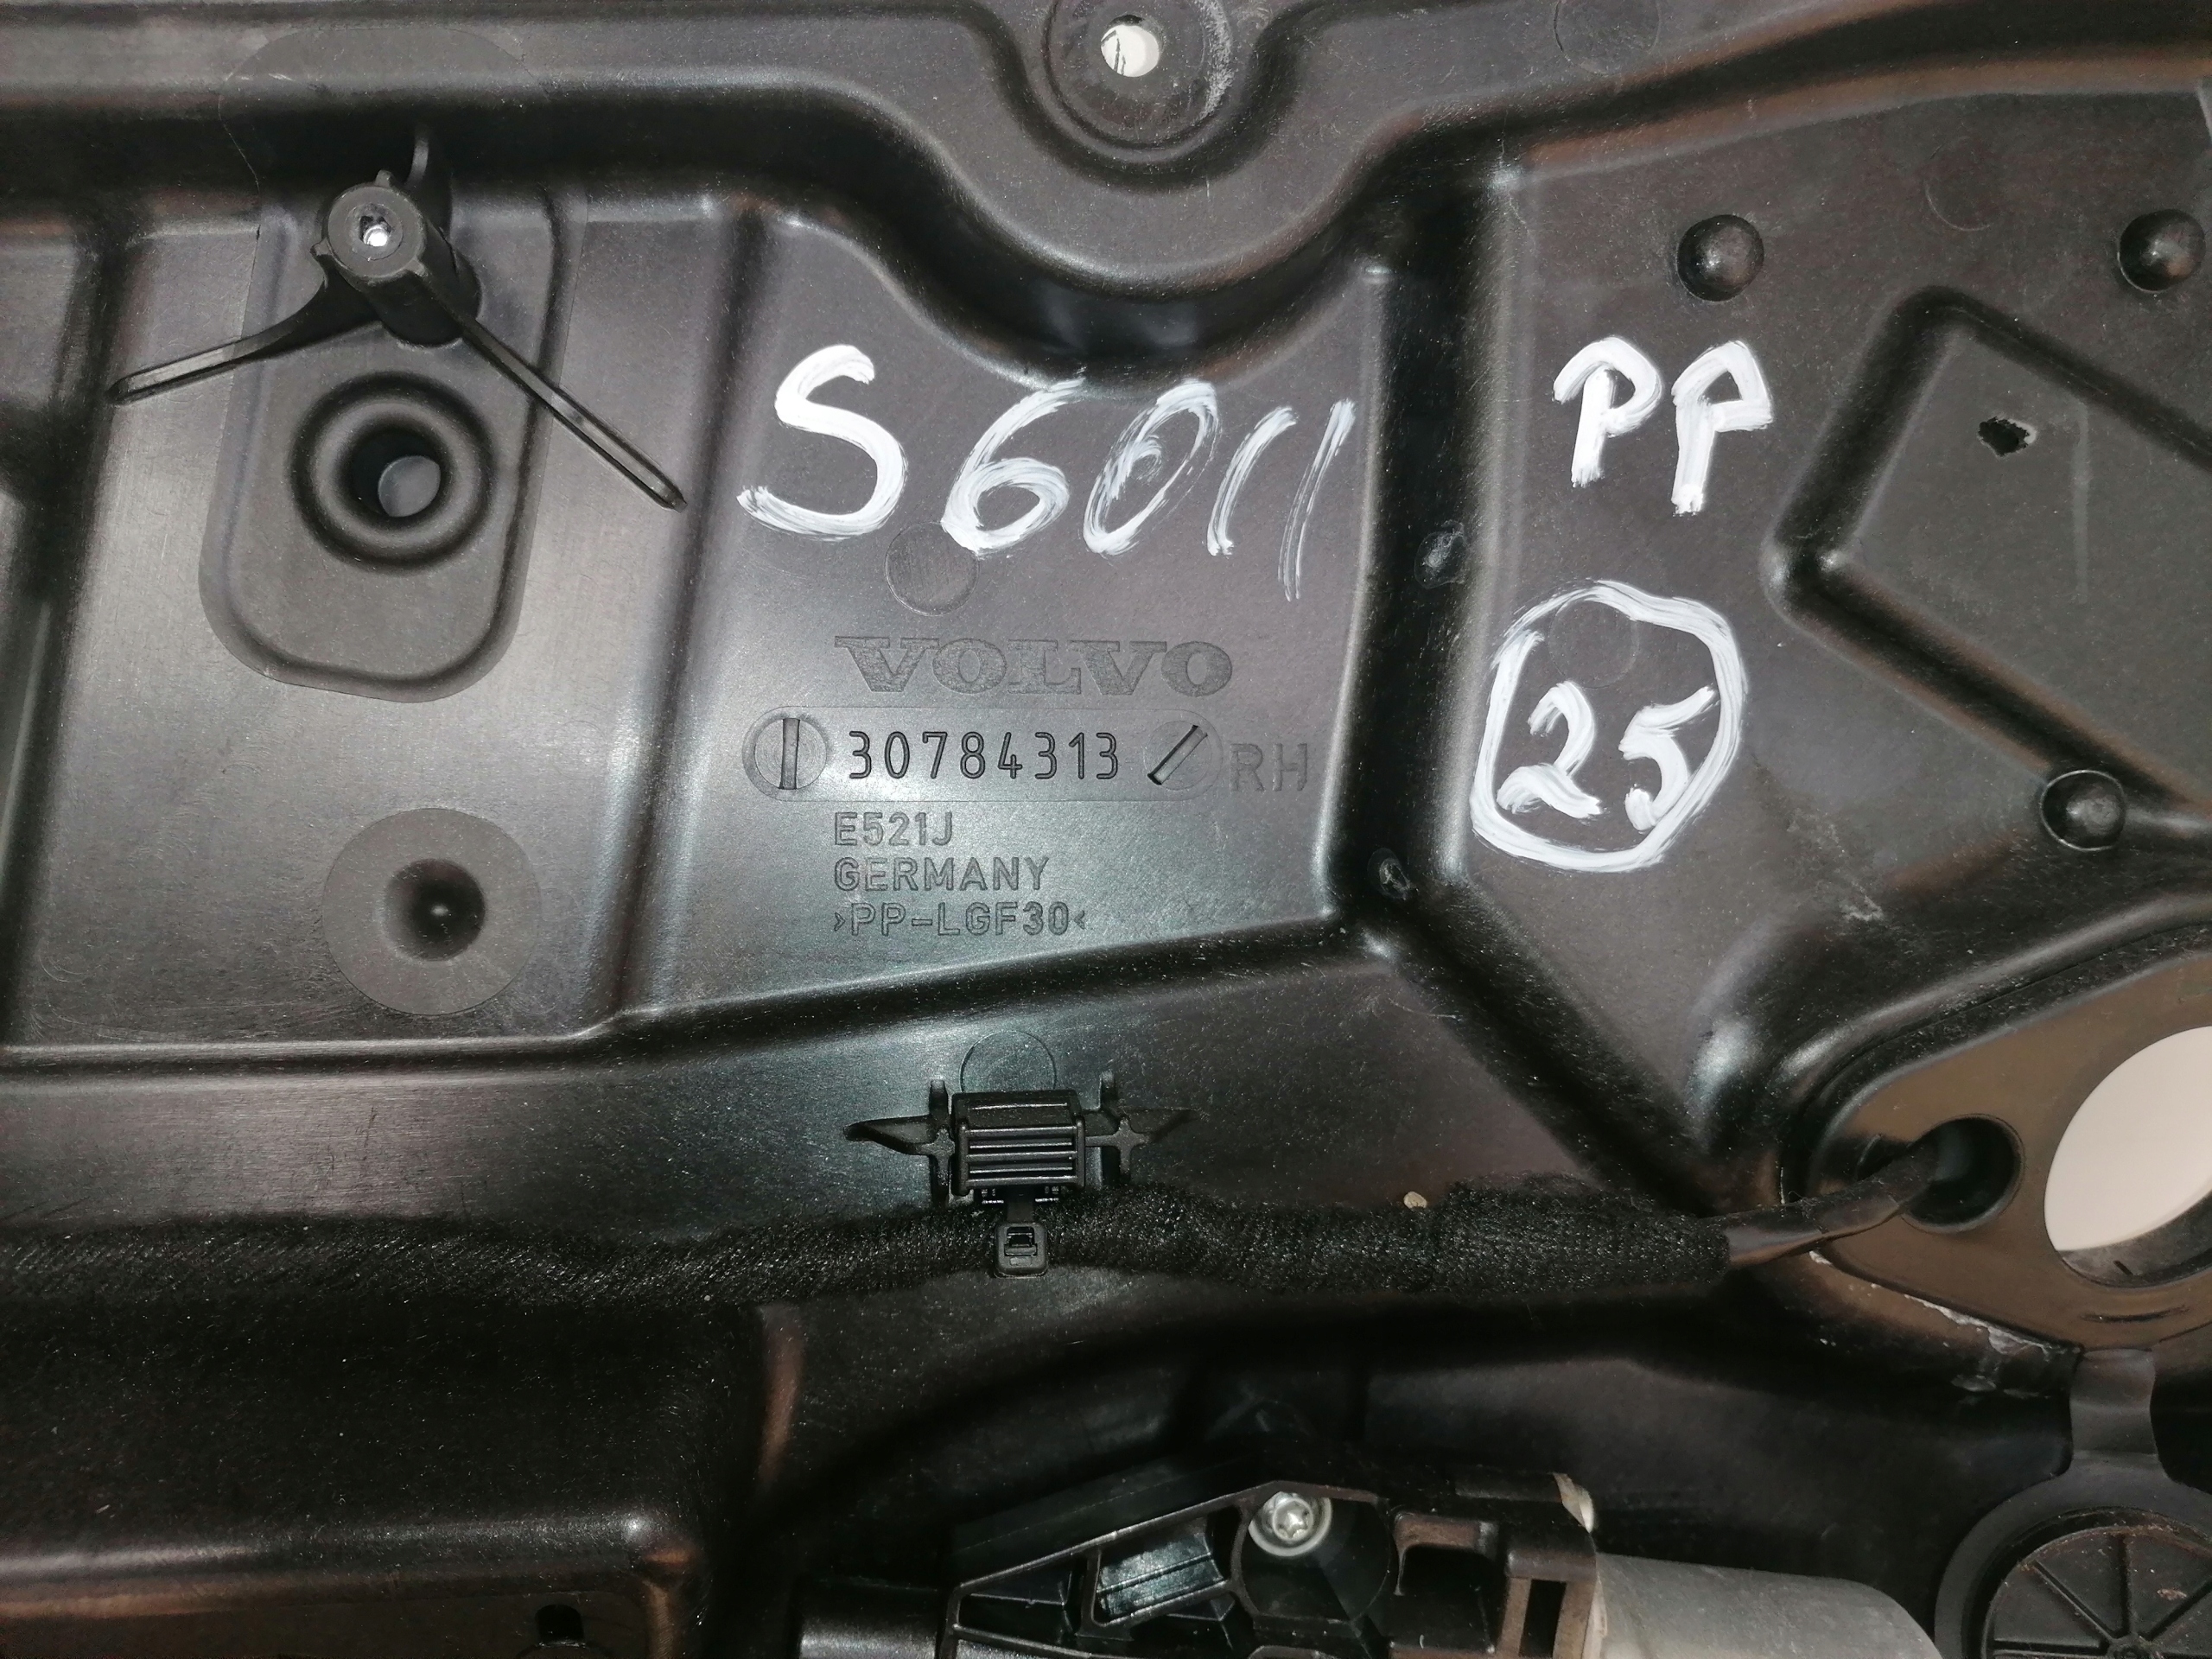 S6011
PP
VOLVO
30784313 RH
25
E521J
GERMANY
>PP-LGF30<